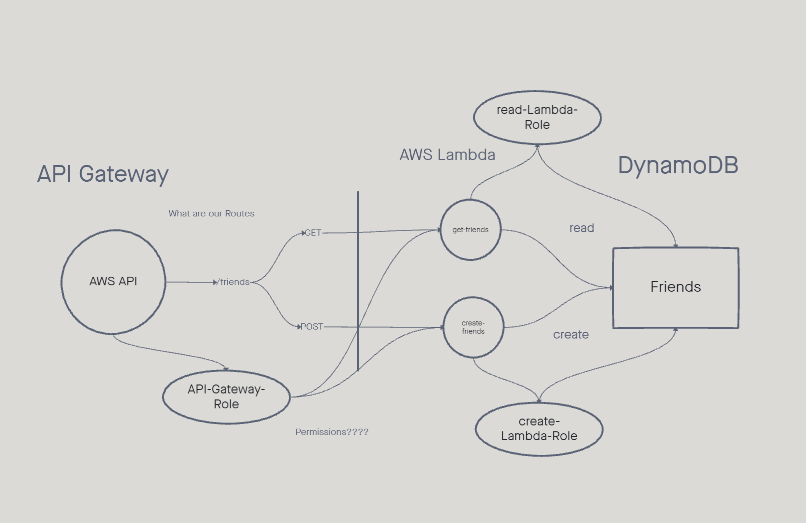 read-Lambda-
Role
AWS Lambda
DynamoDB
API Gateway
What are our Routes
GET
get-friends
read
AWS API
/friends
Friends
POST
create-
friends
create
API-Gateway-
Role
Permissions????
create-
Lambda-Role